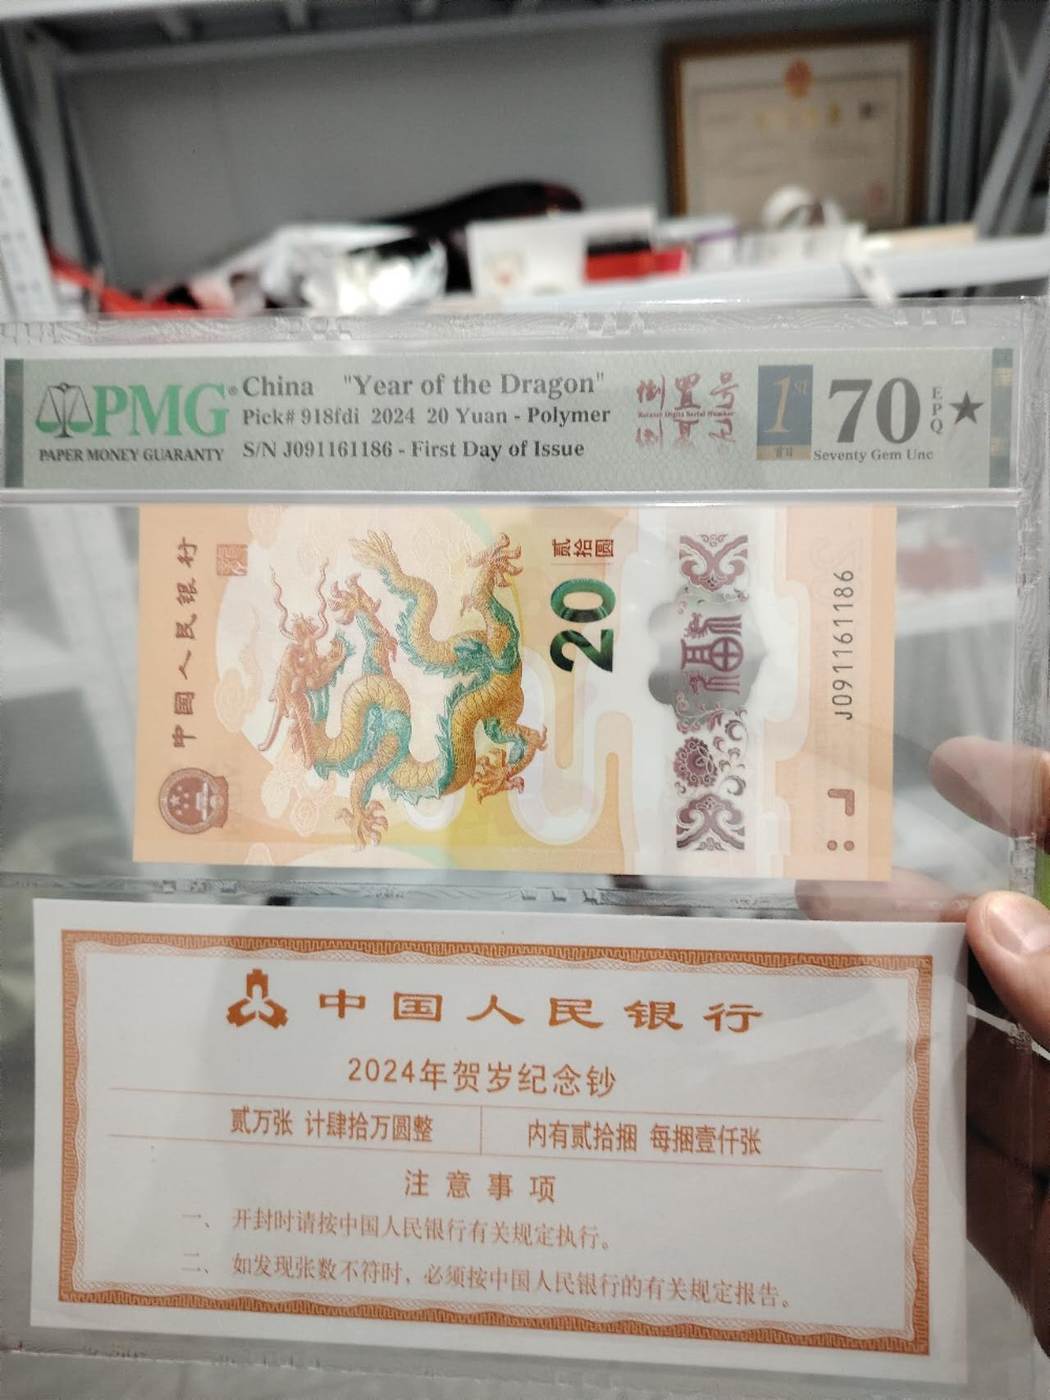 PMG® China "Year of the Dragon"
PAPER MONEY GUARANTY
Pick# 918fdi 2024 20 Yuan - Polymer
S/N J091161186 - First Day of Issue
倒置号
1ST
70 EPQ ★
Seventy Gem Unc
中国人民银行
贰拾圆
20
福
J091161186
中国人民银行
2024年贺岁纪念钞
贰万张 计肆拾万圆整
内有贰拾捆 每捆壹仟张
注意事项
一、 开封时请按中国人民银行有关规定执行。
二、 如发现张数不符时，必须按中国人民银行的有关规定报告。